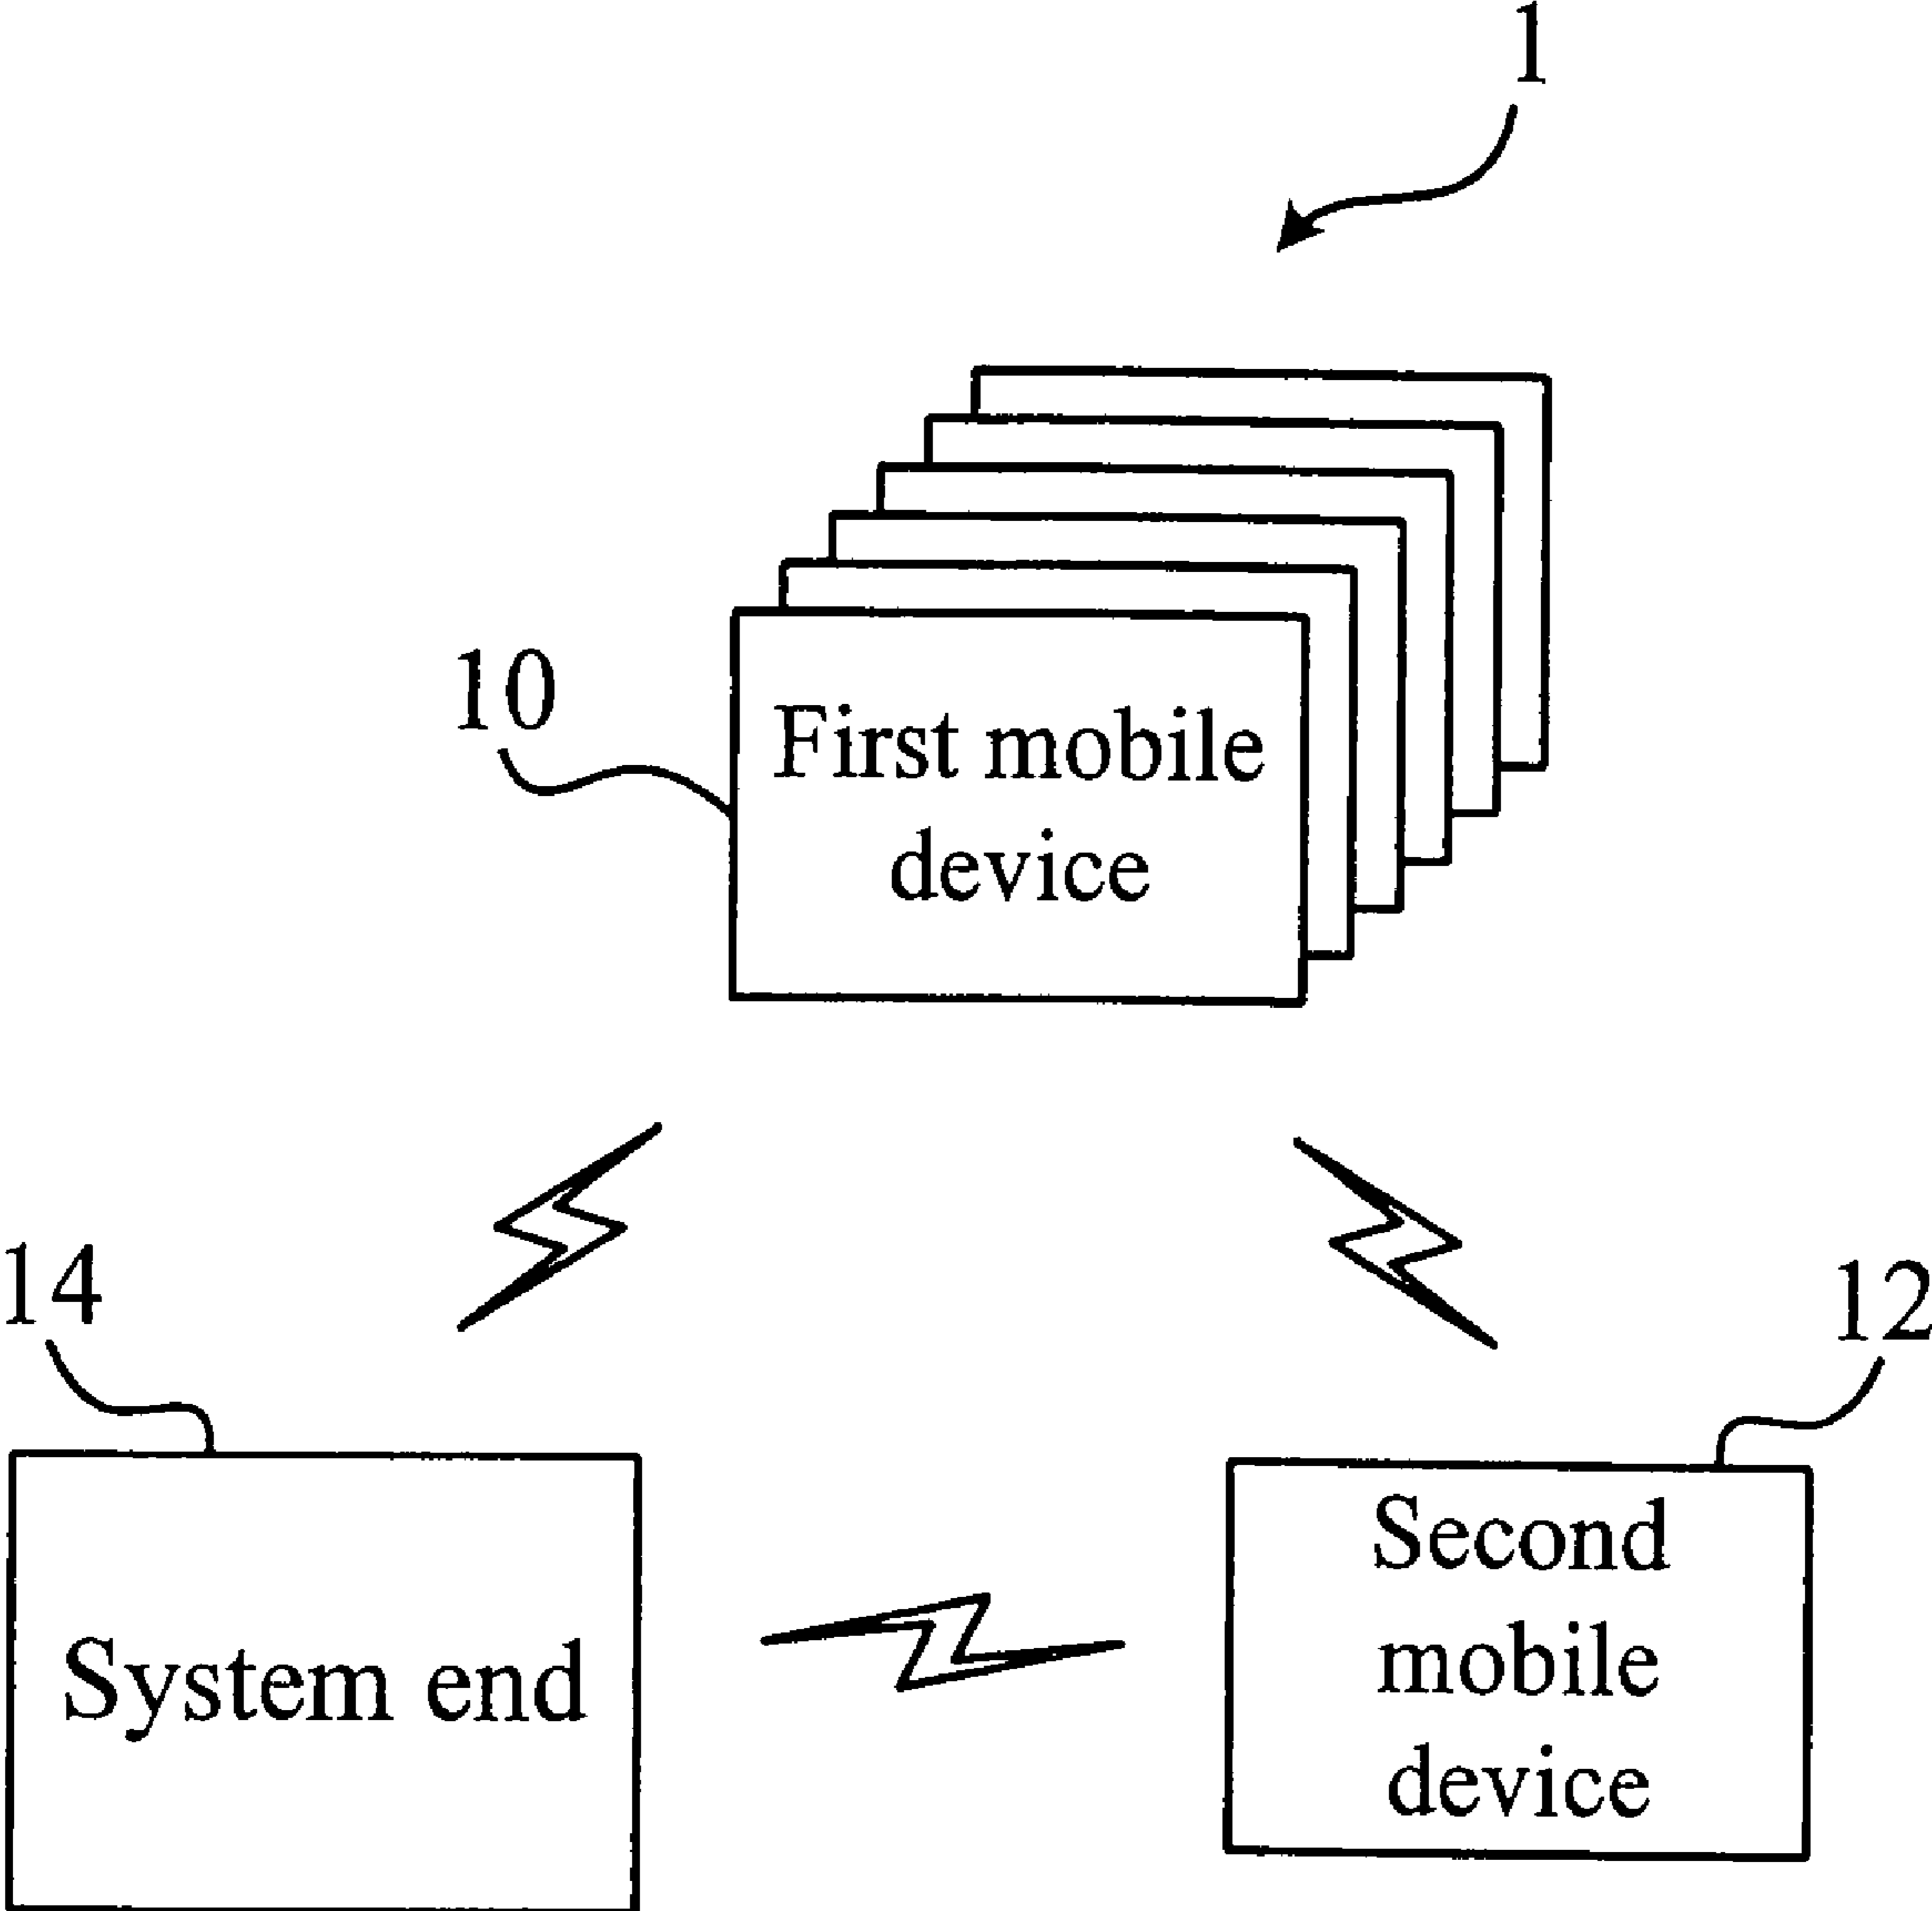 1
10
First mobile
device
14
12
System end
Second
mobile
device